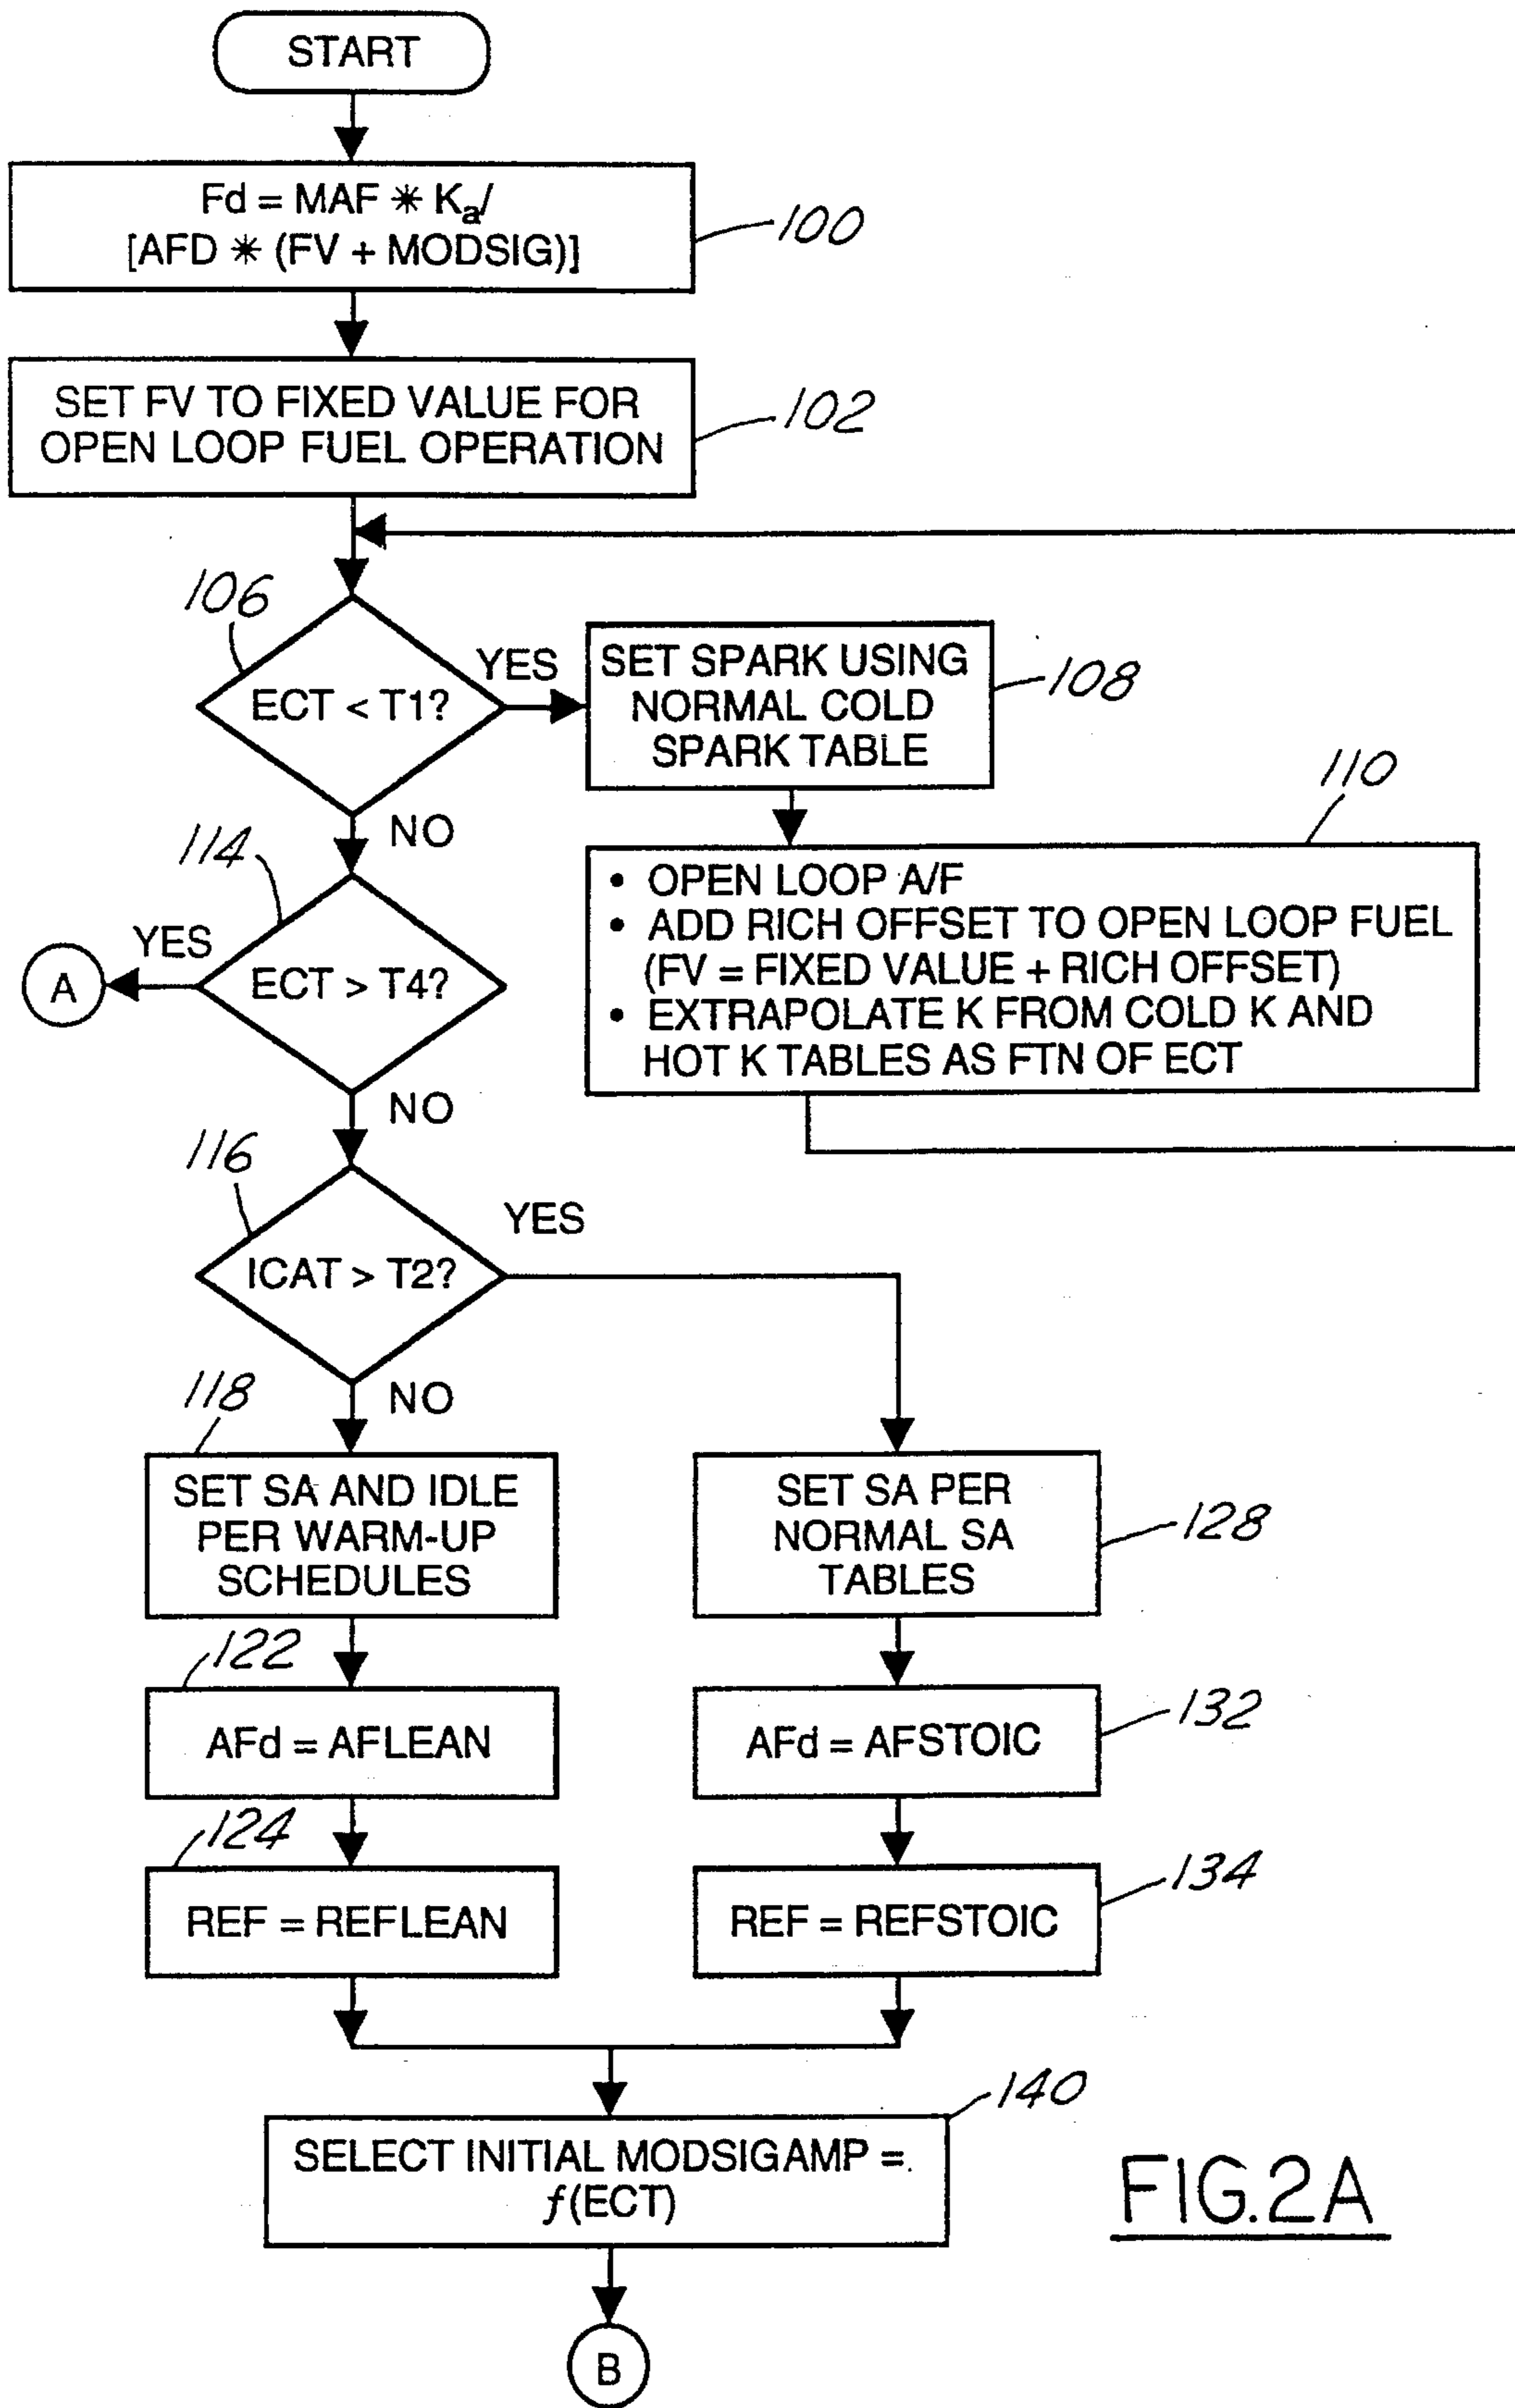 START
Fd = MAF ✳ Ka/
[AFD ✳ (FV + MODSIG)]
100
SET FV TO FIXED VALUE FOR
OPEN LOOP FUEL OPERATION
102
106
ECT < T1?
YES
SET SPARK USING
NORMAL COLD
SPARK TABLE
108
NO
110
• OPEN LOOP A/F
• ADD RICH OFFSET TO OPEN LOOP FUEL
(FV = FIXED VALUE + RICH OFFSET)
• EXTRAPOLATE K FROM COLD K AND
HOT K TABLES AS FTN OF ECT
114
YES
A
ECT > T4?
NO
116
YES
ICAT > T2?
NO
118
SET SA AND IDLE
PER WARM-UP
SCHEDULES
SET SA PER
NORMAL SA
TABLES
128
122
AFd = AFLEAN
AFd = AFSTOIC
132
124
REF = REFLEAN
REF = REFSTOIC
134
140
SELECT INITIAL MODSIGAMP =
f(ECT)
B
FIG.2A